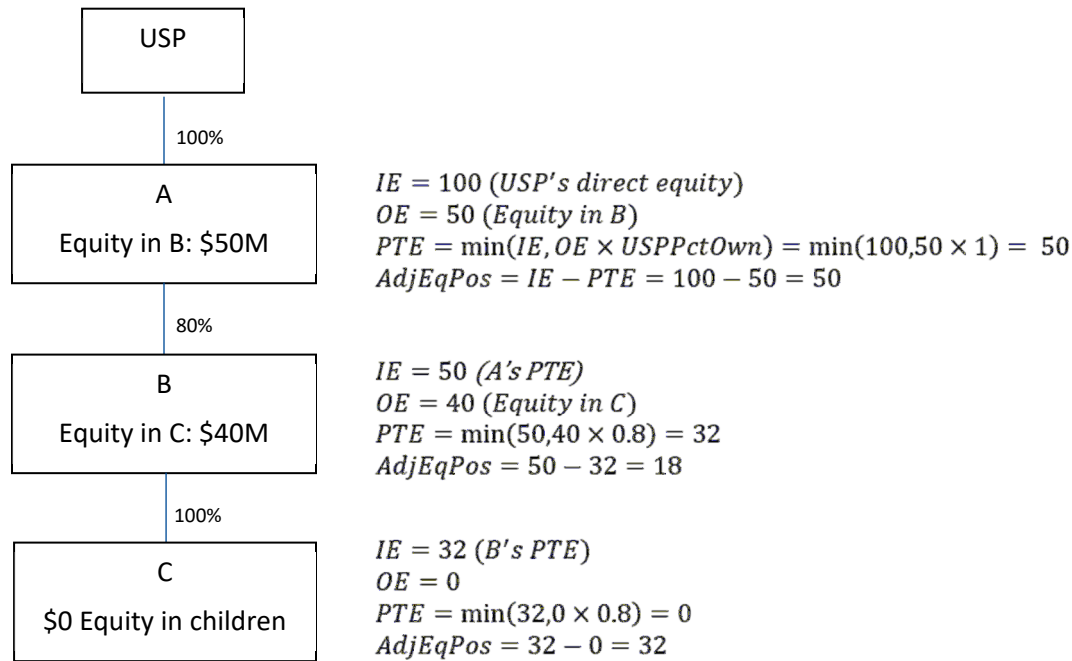 USP
100%
A
Equity in B: $50M
IE = 100 (USP's direct equity)
OE = 50 (Equity in B)
PTE = min(IE, OE × USPPctOwn) = min(100,50 × 1) = 50
AdjEqPos = IE − PTE = 100 − 50 = 50
80%
B
Equity in C: $40M
IE = 50 (A's PTE)
OE = 40 (Equity in C)
PTE = min(50,40 × 0.8) = 32
AdjEqPos = 50 − 32 = 18
100%
C
$0 Equity in children
IE = 32 (B's PTE)
OE = 0
PTE = min(32,0 × 0.8) = 0
AdjEqPos = 32 − 0 = 32